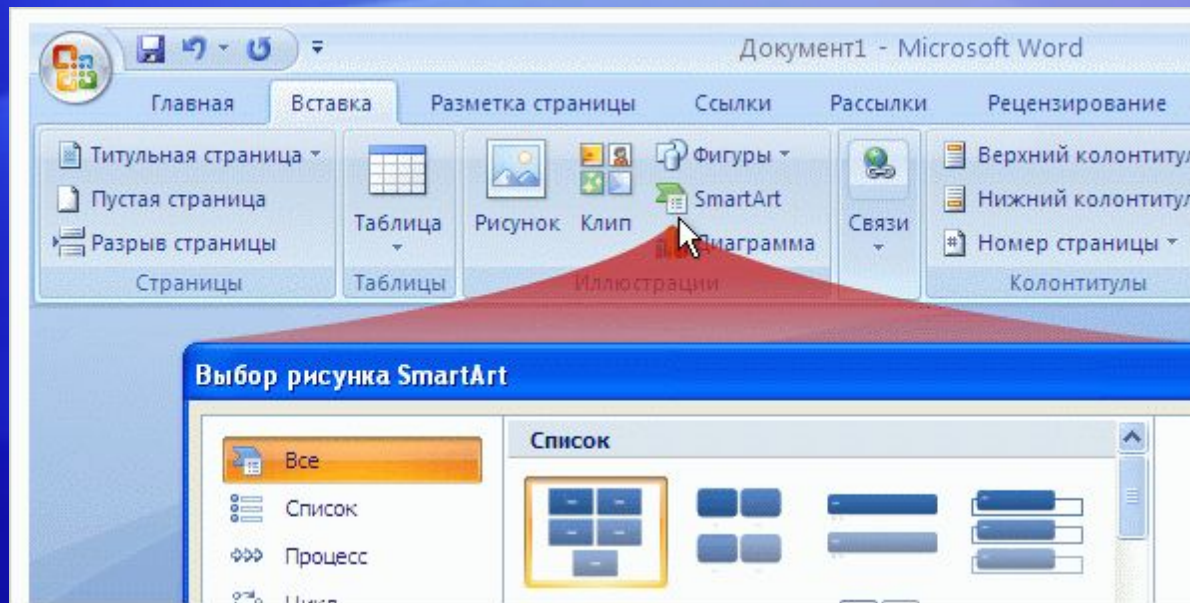 Документ1 - Microsoft Word
Главная Вставка Разметка страницы Ссылки Рассылки Рецензирование
Титульная страница
Пустая страница
Разрыв страницы
Страницы
Таблица
Таблицы
Рисунок Клип
Фигуры
SmartArt
Диаграмма
Иллюстрации
Связи
Верхний колонтитул
Нижний колонтитул
Номер страницы
Колонтитулы
Выбор рисунка SmartArt
Все
Список
Процесс
Цикл
Список